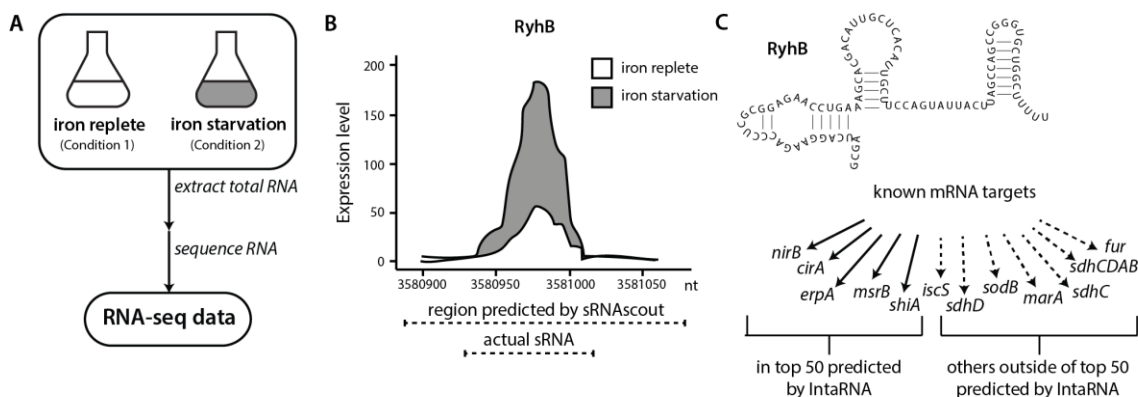 A
iron replete
(Condition 1)
iron starvation
(Condition 2)
extract total RNA
sequence RNA
RNA-seq data
B
RyhB
iron replete
iron starvation
Expression level
200
150
100
50
0
3580900
3580950
3581000
3581050
nt
region predicted by sRNAscout
actual sRNA
C
RyhB
GCGAUCAGGAAGACCCUCGCGGAGAACCUGAAAGCACGACAUUGCUCACAUUGCUUCCAGUAUUACUUAGCCAGCCGGGUGCUGGCUUUU
known mRNA targets
nirB
cirA
erpA
msrB
shiA
iscS
sdhD
sodB
marA
sdhC
sdhCDAB
fur
in top 50 predicted
by IntaRNA
others outside of top 50
predicted by IntaRNA